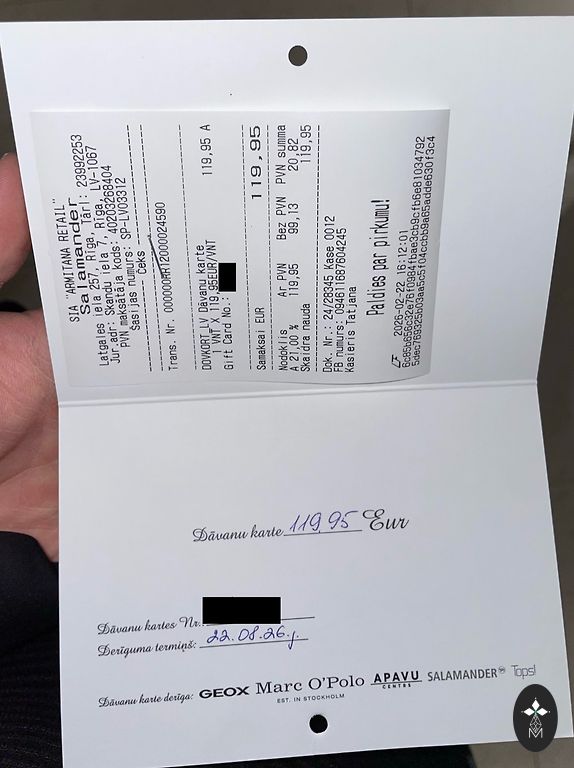 SIA "ARMITANA RETAIL"
Salamander
Latgales iela 257, Rīga, Tārl: 23992253
Jur.adr: Skandu iela 7, Rīga, LV-1067
PVN maksātāja kods: 40203268404
Sasijas numurs: SP-LV03312
Čeks
Trans. Nr.
DOVKORT_LV Dāvanu karte
1 VNT X 119,95EUR/VNT 119,95 A
Gift Card No.:
Samaksai EUR 119,95
Nodoklis Ar PVN Bez PVN PVN summa
A 21,00 % 119,95 99,13 20,82
Skaidra nauda 119,95
Dok. Nr.: 24/28345 Kase 0012
FB numurs: 094611687604245
Kasieris Tatjana
Paldies par pirkumu!
2026-02-22 16:12:01
Dāvanu karte 119,95 Eur
Dāvanu kartes Nr.:
Derīguma termiņš: 22.08.26.g.
Dāvanu karte derīga: GEOX Marc O'Polo APAVU SALAMANDER Tops!
EST. IN STOCKHOLM CENTRS
M